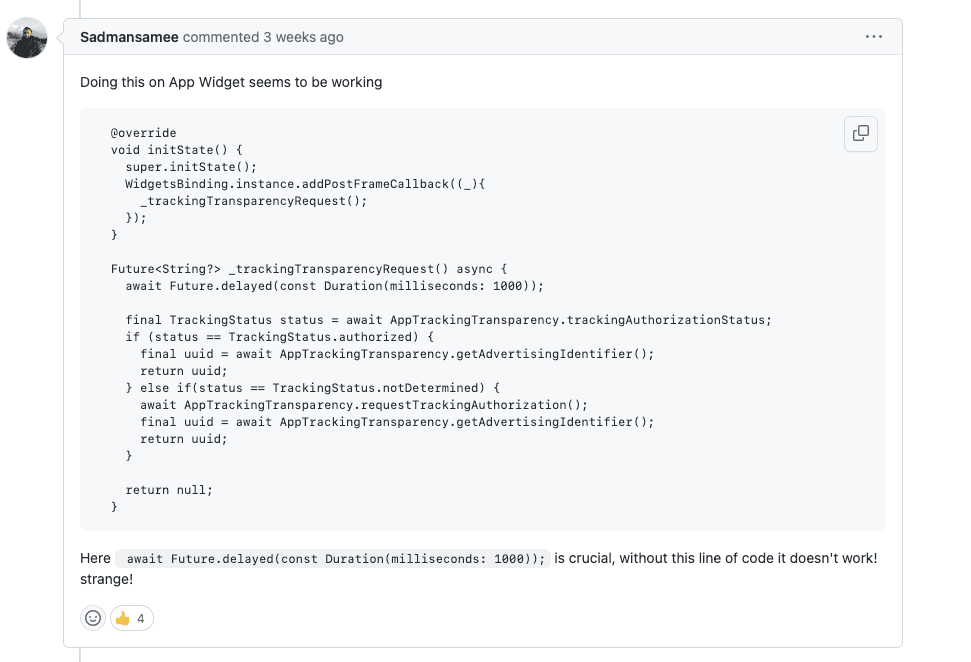 Sadmansamee commented 3 weeks ago
Doing this on App Widget seems to be working
@override
void initState() {
  super.initState();
  WidgetsBinding.instance.addPostFrameCallback((_){
    _trackingTransparencyRequest();
  });
}

Future<String?> _trackingTransparencyRequest() async {
  await Future.delayed(const Duration(milliseconds: 1000));

  final TrackingStatus status = await AppTrackingTransparency.trackingAuthorizationStatus;
  if (status == TrackingStatus.authorized) {
    final uuid = await AppTrackingTransparency.getAdvertisingIdentifier();
    return uuid;
  } else if(status == TrackingStatus.notDetermined) {
    await AppTrackingTransparency.requestTrackingAuthorization();
    final uuid = await AppTrackingTransparency.getAdvertisingIdentifier();
    return uuid;
  }

  return null;
}
Here await Future.delayed(const Duration(milliseconds: 1000)); is crucial, without this line of code it doesn't work!
strange!
4